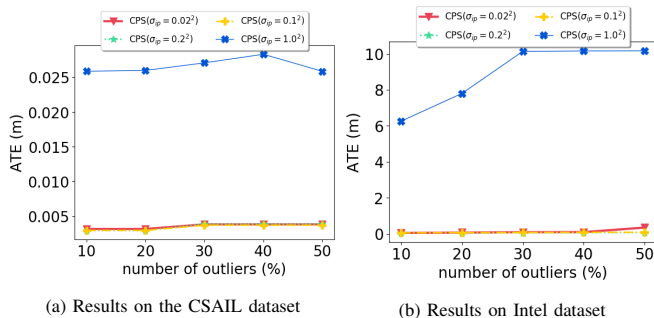 CPS(σip = 0.02²) CPS(σip = 0.1²)
CPS(σip = 0.2²) CPS(σip = 1.0²)
ATE (m)
0.025
0.020
0.015
0.010
0.005
10 20 30 40 50
number of outliers (%)
(a) Results on the CSAIL dataset
CPS(σip = 0.02²) CPS(σip = 0.1²)
CPS(σip = 0.2²) CPS(σip = 1.0²)
ATE (m)
10
8
6
4
2
0
10 20 30 40 50
number of outliers (%)
(b) Results on Intel dataset